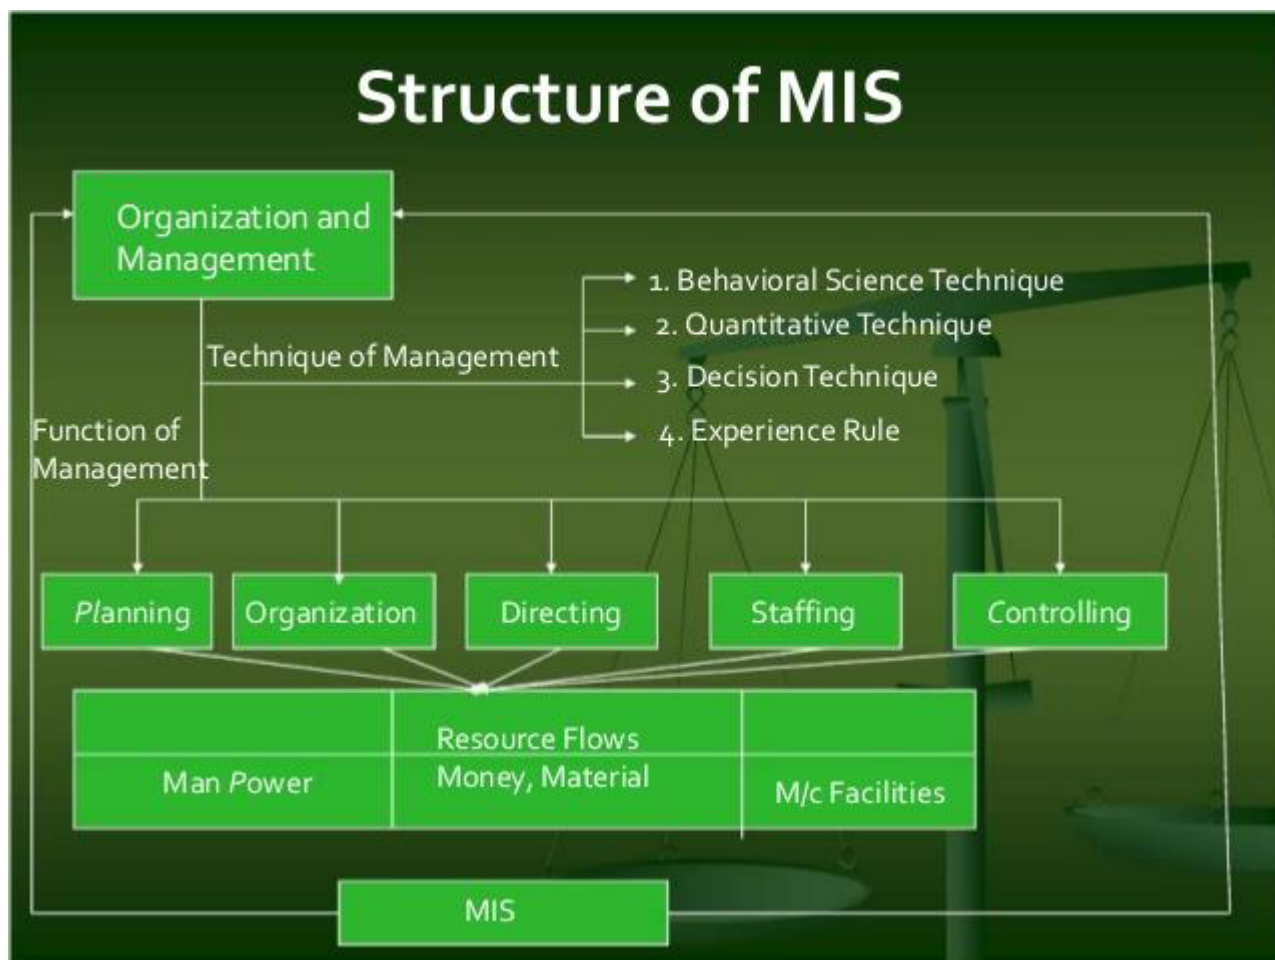 Structure of MIS
Organization and
Management
1. Behavioral Science Technique
2. Quantitative Technique
Technique of Management
3. Decision Technique
4. Experience Rule
Function of
Management
Planning
Organization
Directing
Staffing
Controlling
Resource Flows
Man Power
Money, Material
M/c Facilities
MIS